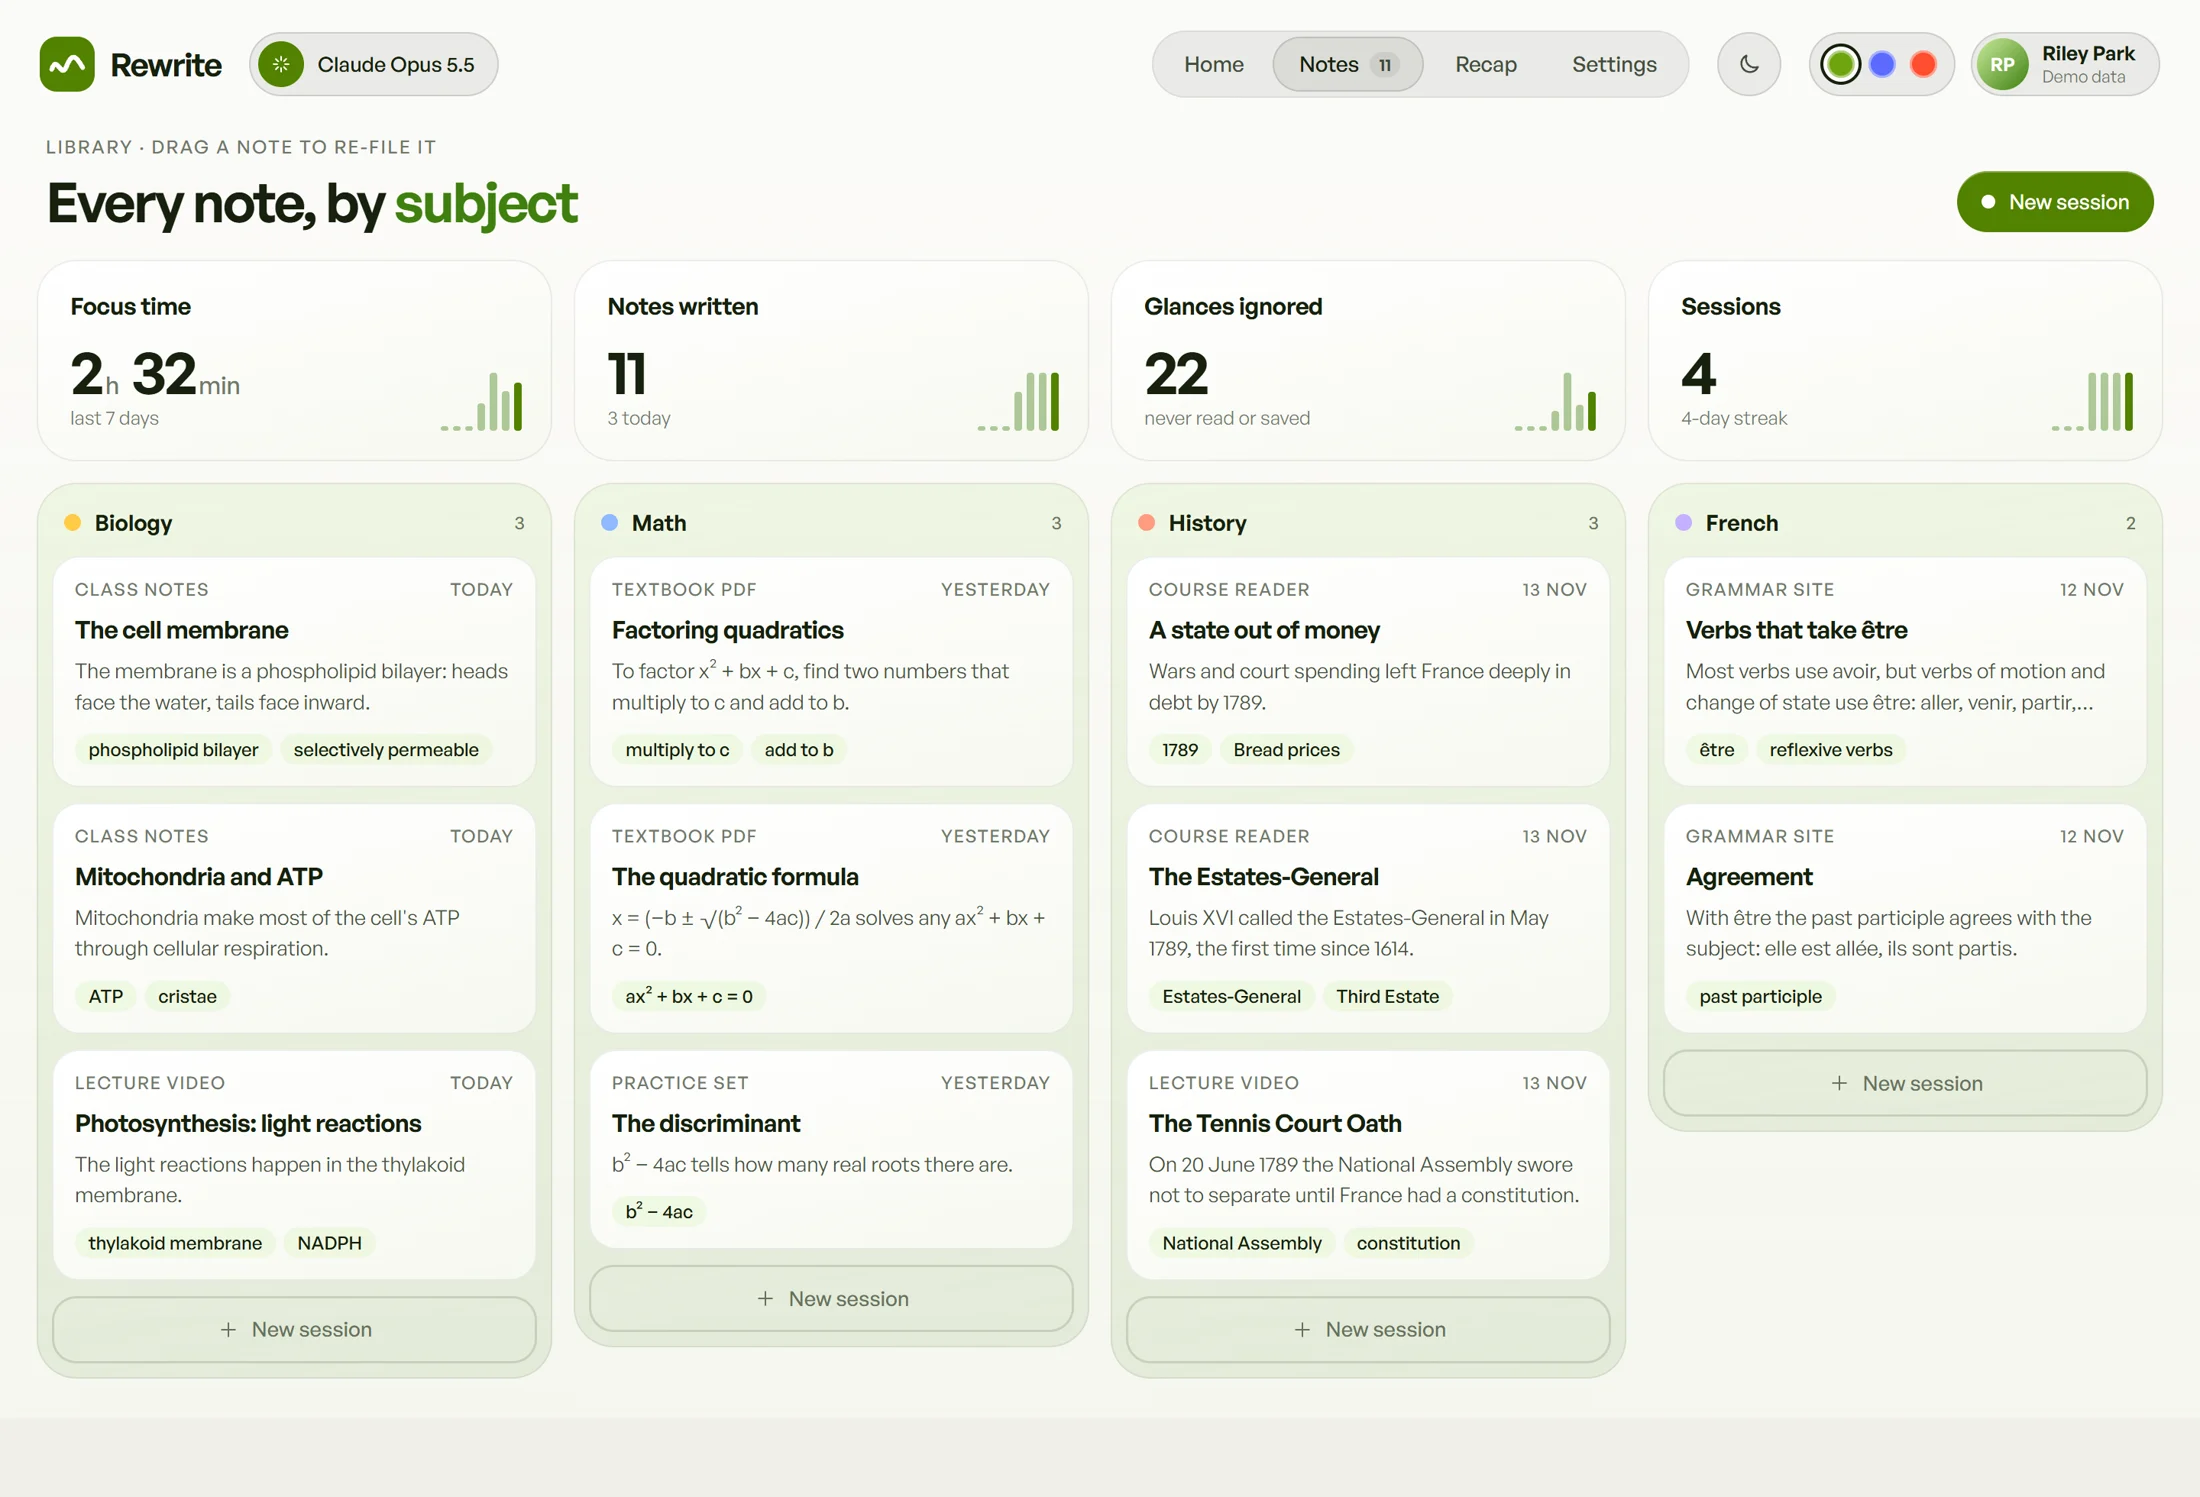 Rewrite
Claude Opus 5.5
Home
Notes 11
Recap
Settings
RP
Riley Park
Demo data
LIBRARY · DRAG A NOTE TO RE-FILE IT
Every note, by subject
New session
Focus time
2h 32min
last 7 days
Notes written
11
3 today
Glances ignored
22
never read or saved
Sessions
4
4-day streak
Biology 3
CLASS NOTES TODAY
The cell membrane
The membrane is a phospholipid bilayer: heads
face the water, tails face inward.
phospholipid bilayer selectively permeable
CLASS NOTES TODAY
Mitochondria and ATP
Mitochondria make most of the cell's ATP
through cellular respiration.
ATP cristae
LECTURE VIDEO TODAY
Photosynthesis: light reactions
The light reactions happen in the thylakoid
membrane.
thylakoid membrane NADPH
+ New session
Math 3
TEXTBOOK PDF YESTERDAY
Factoring quadratics
To factor x² + bx + c, find two numbers that
multiply to c and add to b.
multiply to c add to b
TEXTBOOK PDF YESTERDAY
The quadratic formula
x = (−b ± √(b² − 4ac)) / 2a solves any ax² + bx +
c = 0.
ax² + bx + c = 0
PRACTICE SET YESTERDAY
The discriminant
b² − 4ac tells how many real roots there are.
b² − 4ac
+ New session
History 3
COURSE READER 13 NOV
A state out of money
Wars and court spending left France deeply in
debt by 1789.
1789 Bread prices
COURSE READER 13 NOV
The Estates-General
Louis XVI called the Estates-General in May
1789, the first time since 1614.
Estates-General Third Estate
LECTURE VIDEO 13 NOV
The Tennis Court Oath
On 20 June 1789 the National Assembly swore
not to separate until France had a constitution.
National Assembly constitution
+ New session
French 2
GRAMMAR SITE 12 NOV
Verbs that take être
Most verbs use avoir, but verbs of motion and
change of state use être: aller, venir, partir,…
être reflexive verbs
GRAMMAR SITE 12 NOV
Agreement
With être the past participle agrees with the
subject: elle est allée, ils sont partis.
past participle
+ New session